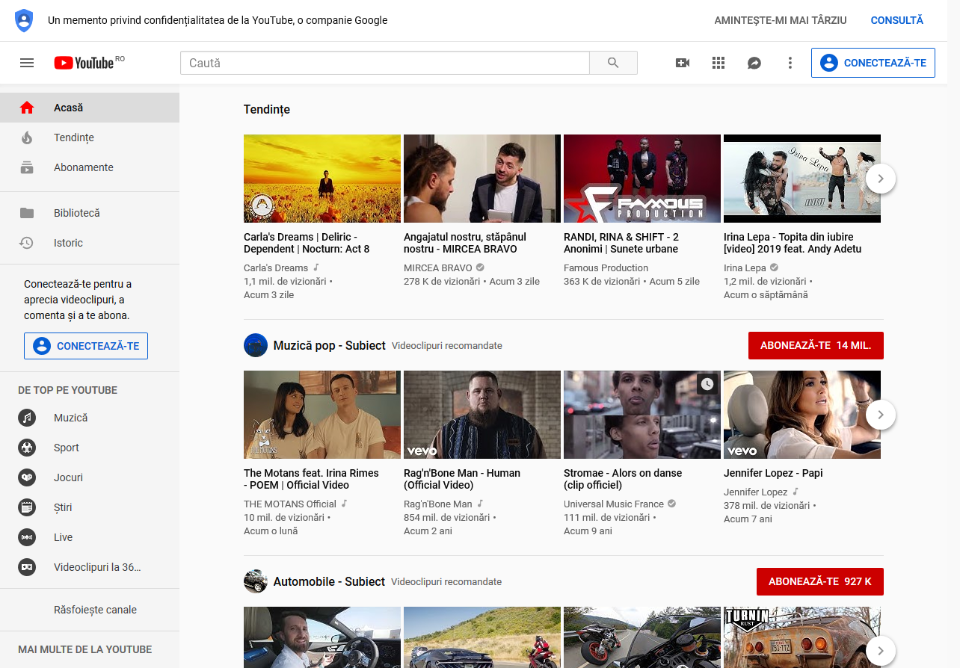 Un memento privind confidențialitatea de la YouTube, o companie Google
AMINTEȘTE-MI MAI TÂRZIU
CONSULTĂ
YouTube RO
Caută
CONECTEAZĂ-TE
Acasă
Tendințe
Abonamente
Bibliotecă
Istoric
Conectează-te pentru a
aprecia videoclipuri, a
comenta și a te abona.
CONECTEAZĂ-TE
DE TOP PE YOUTUBE
Muzică
Sport
Jocuri
Știri
Live
Videoclipuri la 36...
Răsfoiește canale
MAI MULTE DE LA YOUTUBE
Tendințe
FAMOUS
PRODUCTION
Irina Lepa
Carla's Dreams | Deliric -
Dependent | Nocturn: Act 8
Carla's Dreams
1,1 mil. de vizionări •
Acum 3 zile
Angajatul nostru, stăpânul
nostru - MIRCEA BRAVO
MIRCEA BRAVO
278 K de vizionări • Acum 3 zile
RANDI, RINA & SHIFT - 2
Anonimi | Sunete urbane
Famous Production
363 K de vizionări • Acum 5 zile
Irina Lepa - Topita din iubire
[video] 2019 feat. Andy Adetu
Irina Lepa
1,2 mil. de vizionări •
Acum o săptămână
Muzică pop - Subiect Videoclipuri recomandate
ABONEAZĂ-TE 14 MIL.
vevo
vevo
The Motans feat. Irina Rimes
- POEM | Official Video
THE MOTANS Official
10 mil. de vizionări •
Acum o lună
Rag'n'Bone Man - Human
(Official Video)
Rag'n'Bone Man
854 mil. de vizionări •
Acum 2 ani
Stromae - Alors on danse
(clip officiel)
Universal Music France
111 mil. de vizionări •
Acum 9 ani
Jennifer Lopez - Papi
Jennifer Lopez
378 mil. de vizionări •
Acum 7 ani
Automobile - Subiect Videoclipuri recomandate
ABONEAZĂ-TE 927 K
TURNIN
RUST